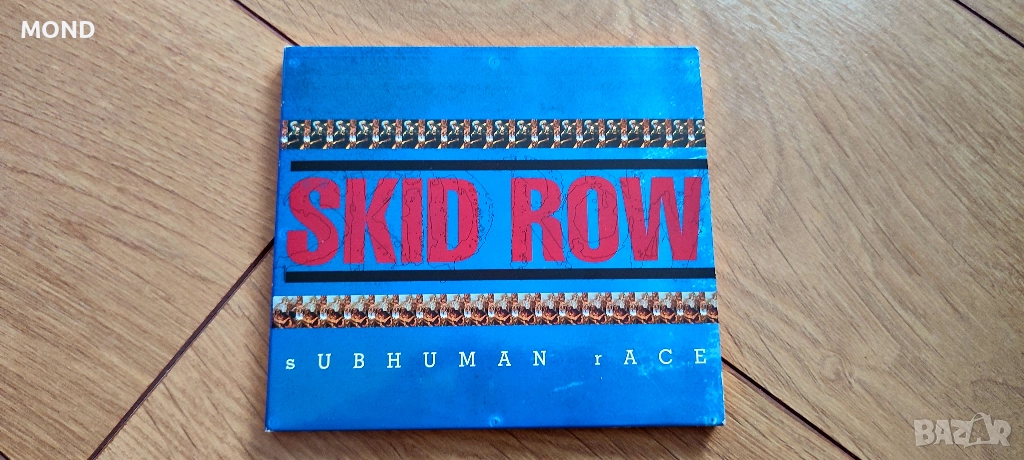 MOND
SKID ROW
sUBHUMAN rACE
BAZAR